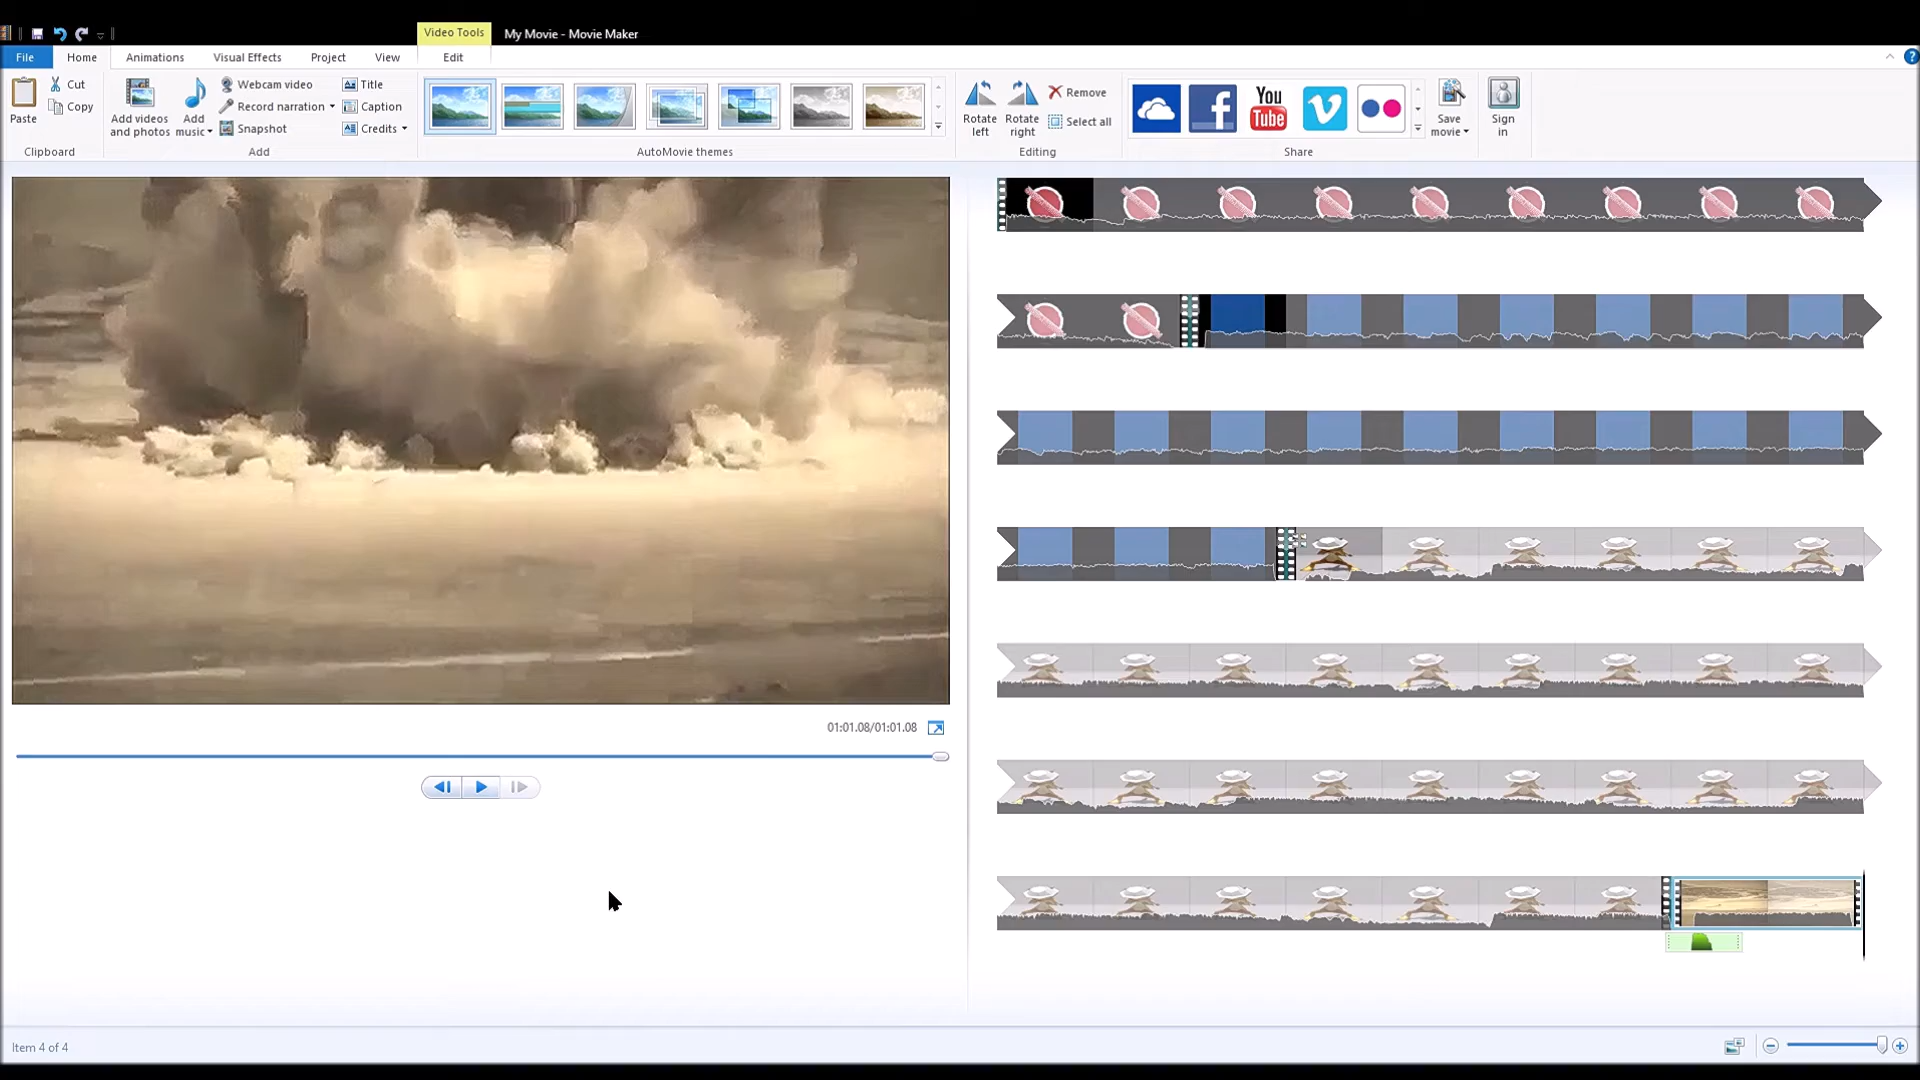 Video Tools
My Movie - Movie Maker
File
Home
Animations
Visual Effects
Project
View
Edit
Paste
Cut
Copy
Clipboard
Add videos
and photos
Add
music
Webcam video
Record narration
Snapshot
Title
Caption
Credits
Add
AutoMovie themes
Rotate
left
Rotate
right
Remove
Select all
Editing
You
Tube
Share
Save
movie
Sign
in
01:01.08/01:01.08
Item 4 of 4